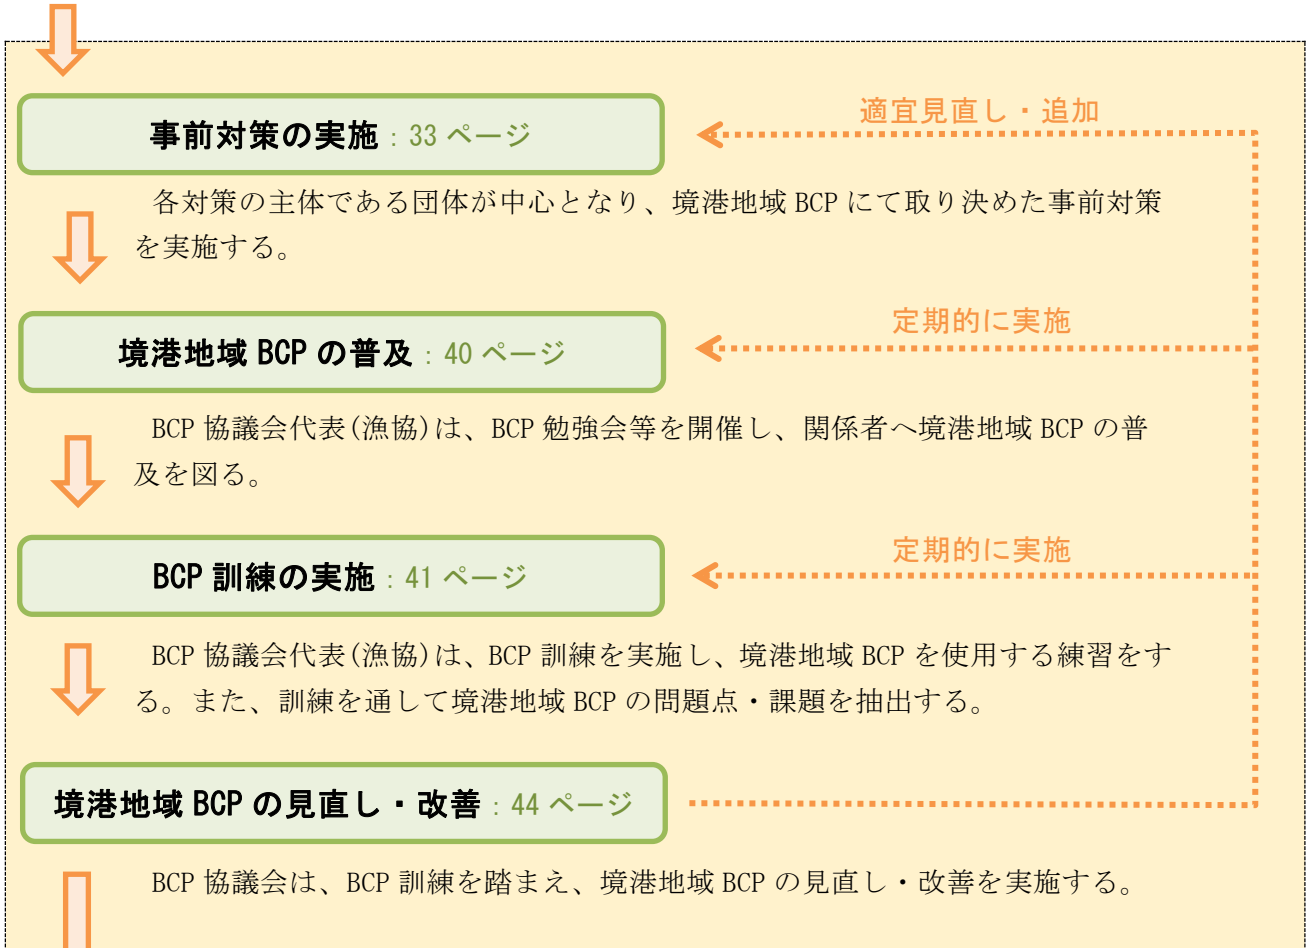 事前対策の実施：33 ページ
適宜見直し・追加
各対策の主体である団体が中心となり、境港地域 BCP にて取り決めた事前対策
を実施する。
境港地域 BCP の普及：40 ページ
定期的に実施
BCP 協議会代表(漁協)は、BCP 勉強会等を開催し、関係者へ境港地域 BCP の普
及を図る。
BCP 訓練の実施：41 ページ
定期的に実施
BCP 協議会代表(漁協)は、BCP 訓練を実施し、境港地域 BCP を使用する練習をす
る。また、訓練を通して境港地域 BCP の問題点・課題を抽出する。
境港地域 BCP の見直し・改善：44 ページ
BCP 協議会は、BCP 訓練を踏まえ、境港地域 BCP の見直し・改善を実施する。